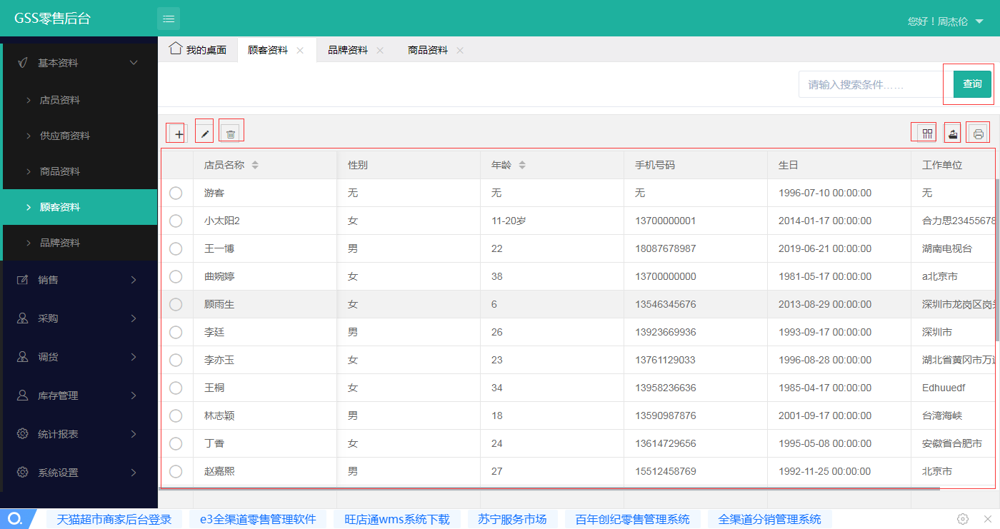 GSS零售后台
您好！周杰伦
基本资料
店员资料
供应商资料
商品资料
顾客资料
品牌资料
销售
采购
调货
库存管理
统计报表
系统设置
我的桌面 顾客资料 品牌资料 商品资料
请输入搜索条件…… 查询
店员名称 性别 年龄 手机号码 生日 工作单位
游客 无 无 无 1996-07-10 00:00:00 无
小太阳2 女 11-20岁 13700000001 2014-01-17 00:00:00 合力思23455678
王一博 男 22 18087678987 2019-06-21 00:00:00 湖南电视台
曲婉婷 女 38 13700000000 1981-05-17 00:00:00 a北京市
顾雨生 女 6 13546345676 2013-08-29 00:00:00 深圳市龙岗区岗
李廷 男 26 13923669936 1993-09-17 00:00:00 深圳市
李亦玉 女 23 13761129033 1996-08-28 00:00:00 湖北省黄冈市万
王桐 女 34 13958236636 1985-04-17 00:00:00 Edhuuedf
林志颖 男 18 13590987876 2001-09-17 00:00:00 台湾海峡
丁香 女 24 13614729656 1995-05-08 00:00:00 安徽省合肥市
赵嘉熙 男 27 15512458769 1992-11-25 00:00:00 北京市
天猫超市商家后台登录 e3全渠道零售管理软件 旺店通wms系统下载 苏宁服务市场 百年创纪零售管理系统 全渠道分销管理系统